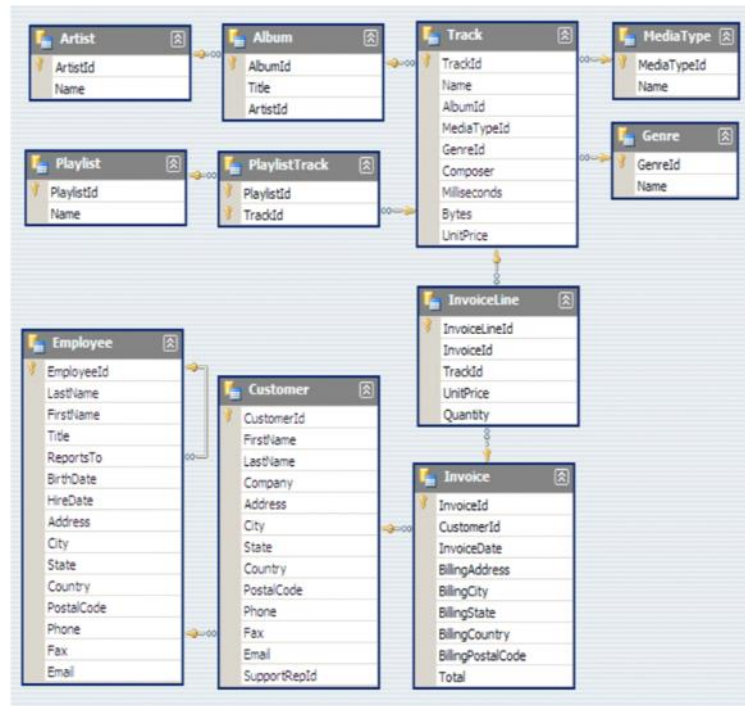 Artist
ArtistId
Name
Album
AlbumId
Title
ArtistId
Track
TrackId
Name
AlbumId
MediaTypeId
GenreId
Composer
Milliseconds
Bytes
UnitPrice
MediaType
MediaTypeId
Name
Genre
GenreId
Name
Playlist
PlaylistId
Name
PlaylistTrack
PlaylistId
TrackId
InvoiceLine
InvoiceLineId
InvoiceId
TrackId
UnitPrice
Quantity
Employee
EmployeeId
LastName
FirstName
Title
ReportsTo
BirthDate
HireDate
Address
City
State
Country
PostalCode
Phone
Fax
Email
Customer
CustomerId
FirstName
LastName
Company
Address
City
State
Country
PostalCode
Phone
Fax
Email
SupportRepId
Invoice
InvoiceId
CustomerId
InvoiceDate
BillingAddress
BillingCity
BillingState
BillingCountry
BillingPostalCode
Total